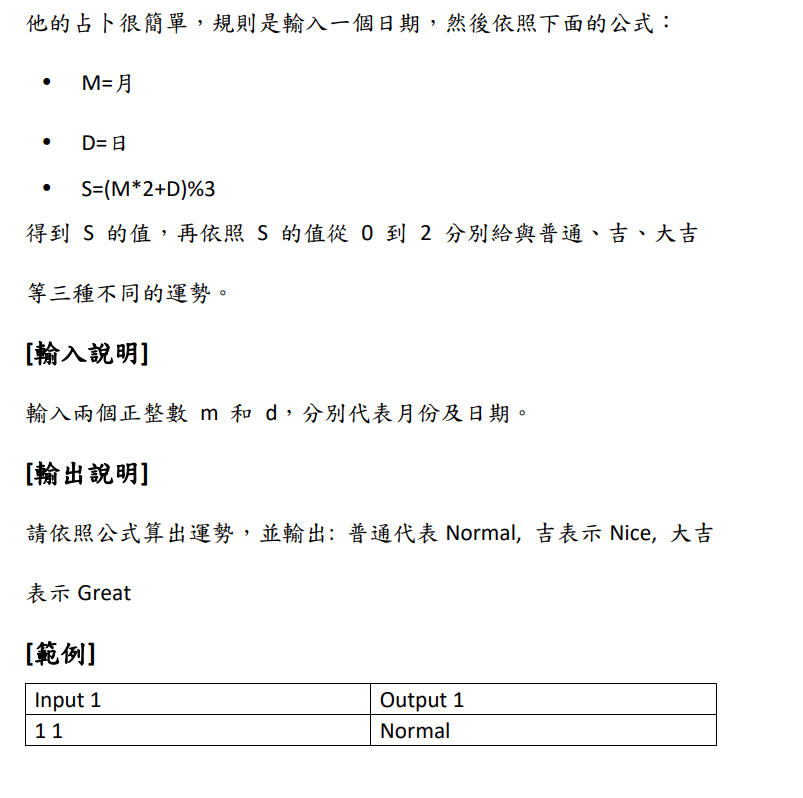 他的占卜很簡單，規則是輸入一個日期，然後依照下面的公式：
• M=月
• D=日
• S=(M*2+D)%3
得到 S 的值，再依照 S 的值從 0 到 2 分別給與普通、吉、大吉
等三種不同的運勢。
[輸入說明]
輸入兩個正整數 m 和 d，分別代表月份及日期。
[輸出說明]
請依照公式算出運勢，並輸出: 普通代表 Normal, 吉表示 Nice, 大吉
表示 Great
[範例]
Input 1 Output 1
1 1 Normal